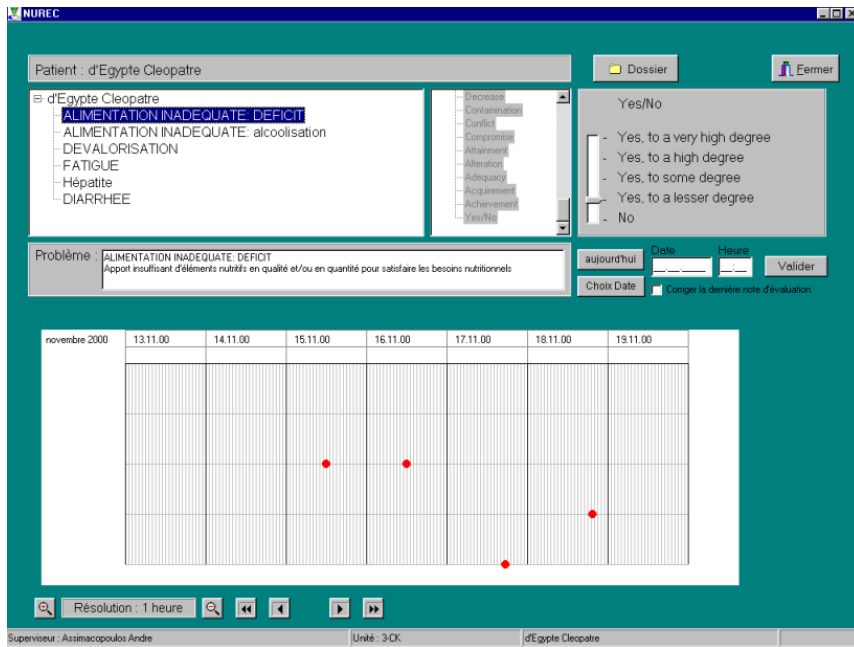 NUREC
Patient : d'Egypte Cleopatre
Dossier
Fermer
d'Egypte Cleopatre
ALIMENTATION INADEQUATE: DEFICIT
ALIMENTATION INADEQUATE: alcoolisation
DEVALORISATION
FATIGUE
Hépatite
DIARRHEE
Decrease
Contamination
Conflict
Compromise
Attainment
Alteration
Adequacy
Acquirement
Achievement
Yes/No
Yes/No
Yes, to a very high degree
Yes, to a high degree
Yes, to some degree
Yes, to a lesser degree
No
Problème :
ALIMENTATION INADEQUATE: DEFICIT
Apport insuffisant d'éléments nutritifs en qualité et/ou en quantité pour satisfaire les besoins nutritionnels
aujourd'hui
Date
Heure
__.__.____
__:__
Valider
Choix Date
Corriger la dernière note d'évaluation
novembre 2000 13.11.00 14.11.00 15.11.00 16.11.00 17.11.00 18.11.00 19.11.00
Résolution : 1 heure
Superviseur : Assimacopoulos Andre
Unité : 3-CK
d'Egypte Cleopatre